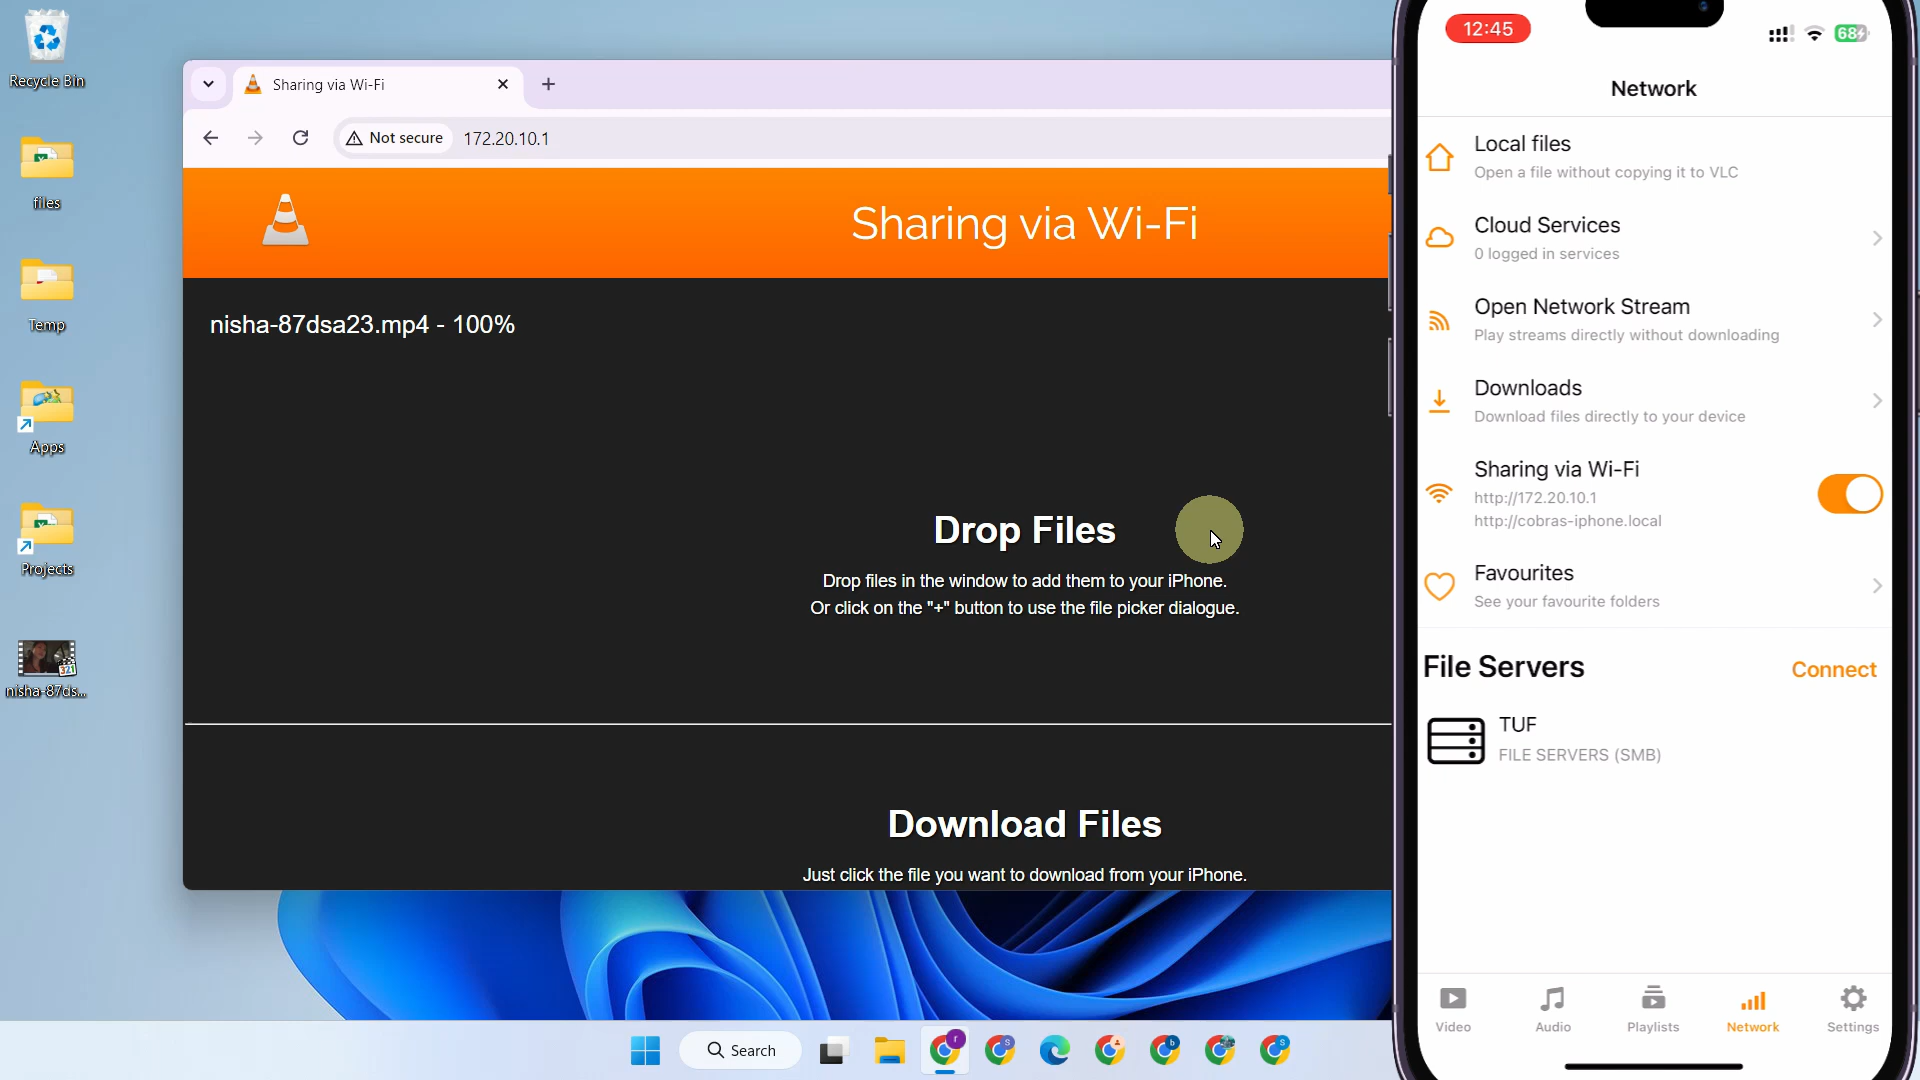 Recycle Bin
files
Temp
Apps
Projects
nisha-87ds...
321
Sharing via Wi-Fi
Not secure
172.20.10.1
Sharing via Wi-Fi
nisha-87dsa23.mp4 - 100%
Drop Files
Drop files in the window to add them to your iPhone.
Or click on the "+" button to use the file picker dialogue.
Download Files
Just click the file you want to download from your iPhone.
Search
r
s
b
s
12:45
68
Network
Local files
Open a file without copying it to VLC
Cloud Services
0 logged in services
Open Network Stream
Play streams directly without downloading
Downloads
Download files directly to your device
Sharing via Wi-Fi
http://172.20.10.1
http://cobras-iphone.local
Favourites
See your favourite folders
File Servers
Connect
TUF
FILE SERVERS (SMB)
Video
Audio
Playlists
Network
Settings